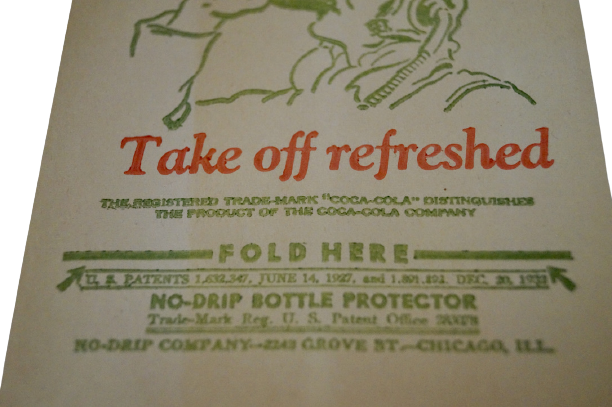 Take off refreshed
THE REGISTERED TRADE-MARK "COCA-COLA" DISTINGUISHES
THE PRODUCT OF THE COCA-COLA COMPANY
FOLD HERE
U. S. PATENTS 1,632,347, JUNE 14, 1927, and DEC. 20,
NO-DRIP BOTTLE PROTECTOR
Trade-Mark Reg. U. S. Patent Office
NO-DRIP COMPANY— GROVE ST.—CHICAGO, ILL.